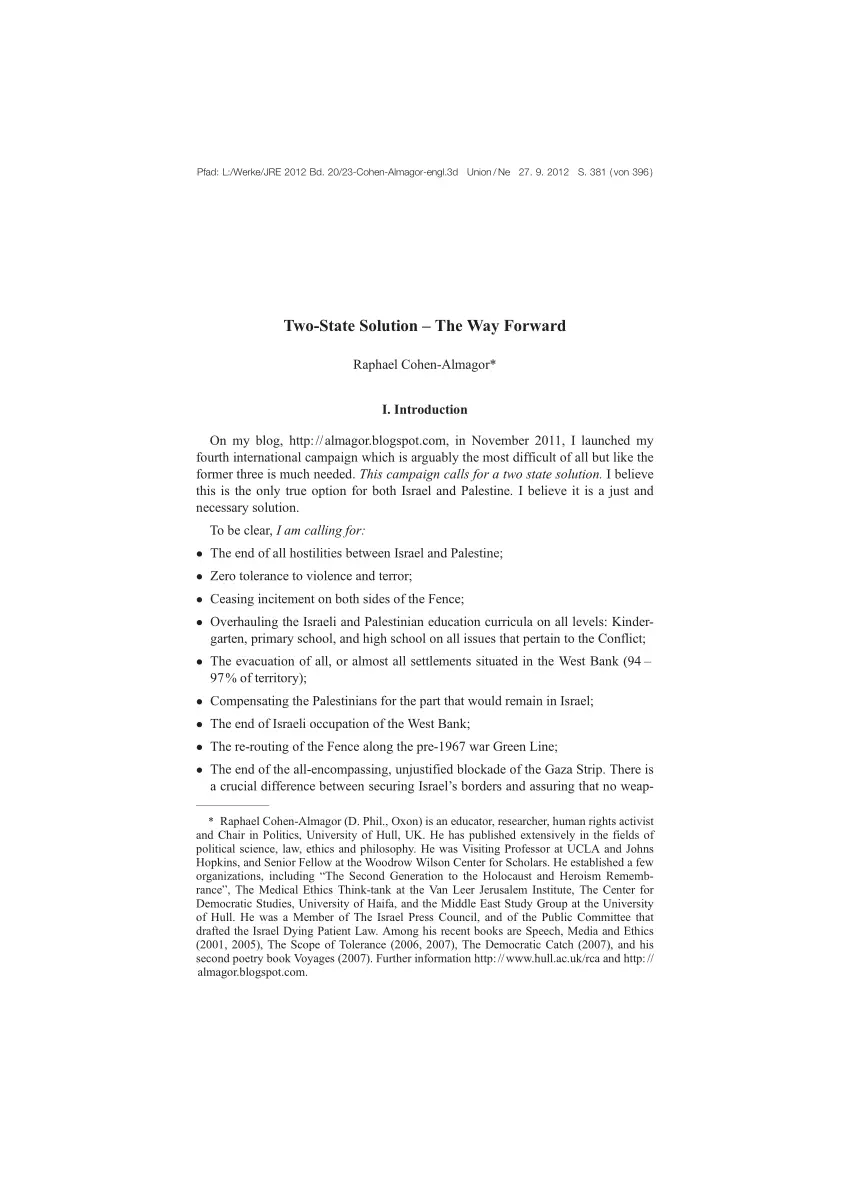 Pfad: L:/Werke/JRE 2012 Bd. 20/23-Cohen-Almagor-engl.3d Union/Ne 27. 9. 2012 S. 381 (von 396)
Two-State Solution – The Way Forward
Raphael Cohen-Almagor*
I. Introduction
On my blog, http://almagor.blogspot.com, in November 2011, I launched my
fourth international campaign which is arguably the most difficult of all but like the
former three is much needed. This campaign calls for a two state solution. I believe
this is the only true option for both Israel and Palestine. I believe it is a just and
necessary solution.
To be clear, I am calling for:
• The end of all hostilities between Israel and Palestine;
• Zero tolerance to violence and terror;
• Ceasing incitement on both sides of the Fence;
• Overhauling the Israeli and Palestinian education curricula on all levels: Kinder-
garten, primary school, and high school on all issues that pertain to the Conflict;
• The evacuation of all, or almost all settlements situated in the West Bank (94 –
97% of territory);
• Compensating the Palestinians for the part that would remain in Israel;
• The end of Israeli occupation of the West Bank;
• The re-routing of the Fence along the pre-1967 war Green Line;
• The end of the all-encompassing, unjustified blockade of the Gaza Strip. There is
a crucial difference between securing Israel's borders and assuring that no weap-
* Raphael Cohen-Almagor (D. Phil., Oxon) is an educator, researcher, human rights activist
and Chair in Politics, University of Hull, UK. He has published extensively in the fields of
political science, law, ethics and philosophy. He was Visiting Professor at UCLA and Johns
Hopkins, and Senior Fellow at the Woodrow Wilson Center for Scholars. He established a few
organizations, including “The Second Generation to the Holocaust and Heroism Rememb-
rance”, The Medical Ethics Think-tank at the Van Leer Jerusalem Institute, The Center for
Democratic Studies, University of Haifa, and the Middle East Study Group at the University
of Hull. He was a Member of The Israel Press Council, and of the Public Committee that
drafted the Israel Dying Patient Law. Among his recent books are Speech, Media and Ethics
(2001, 2005), The Scope of Tolerance (2006, 2007), The Democratic Catch (2007), and his
second poetry book Voyages (2007). Further information http://www.hull.ac.uk/rca and http://
almagor.blogspot.com.